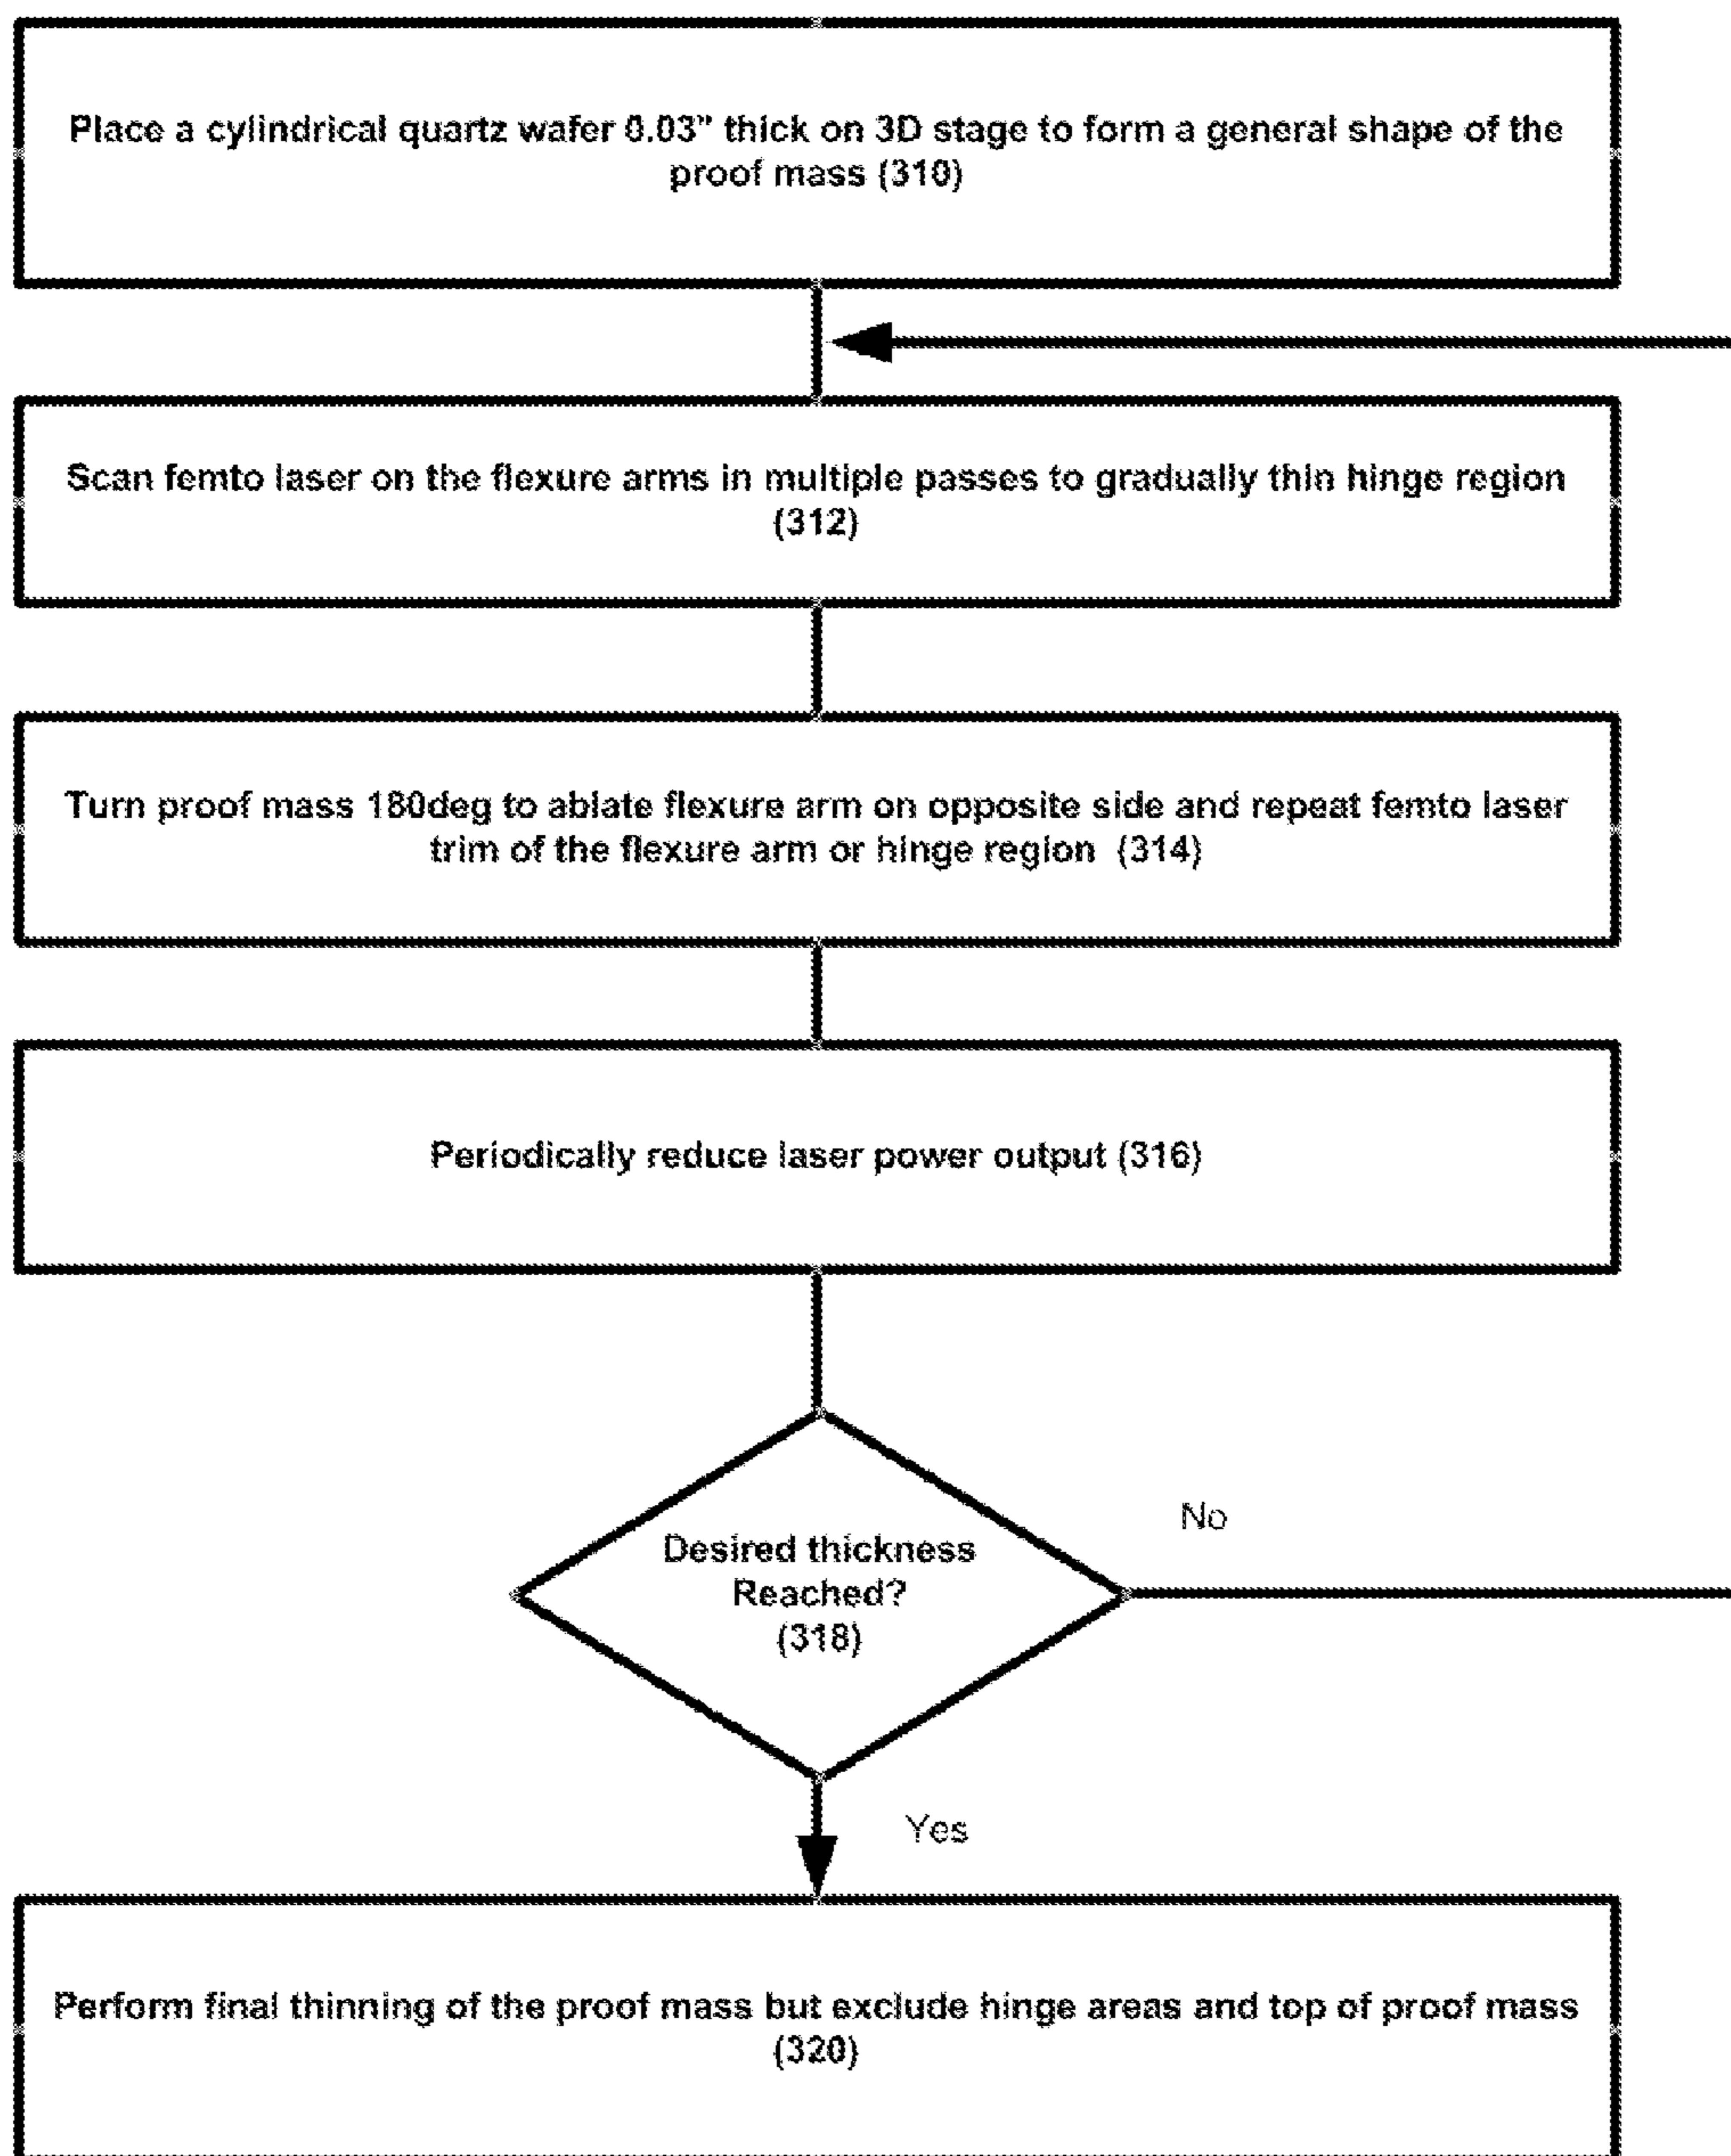 Place a cylindrical quartz wafer 0.03" thick on 3D stage to form a general shape of the
proof mass (310)
Scan femto laser on the flexure arms in multiple passes to gradually thin hinge region
(312)
Turn proof mass 180deg to ablate flexure arm on opposite side and repeat femto laser
trim of the flexure arm or hinge region (314)
Periodically reduce laser power output (316)
Desired thickness
Reached?
(318)
No
Yes
Perform final thinning of the proof mass but exclude hinge areas and top of proof mass
(320)